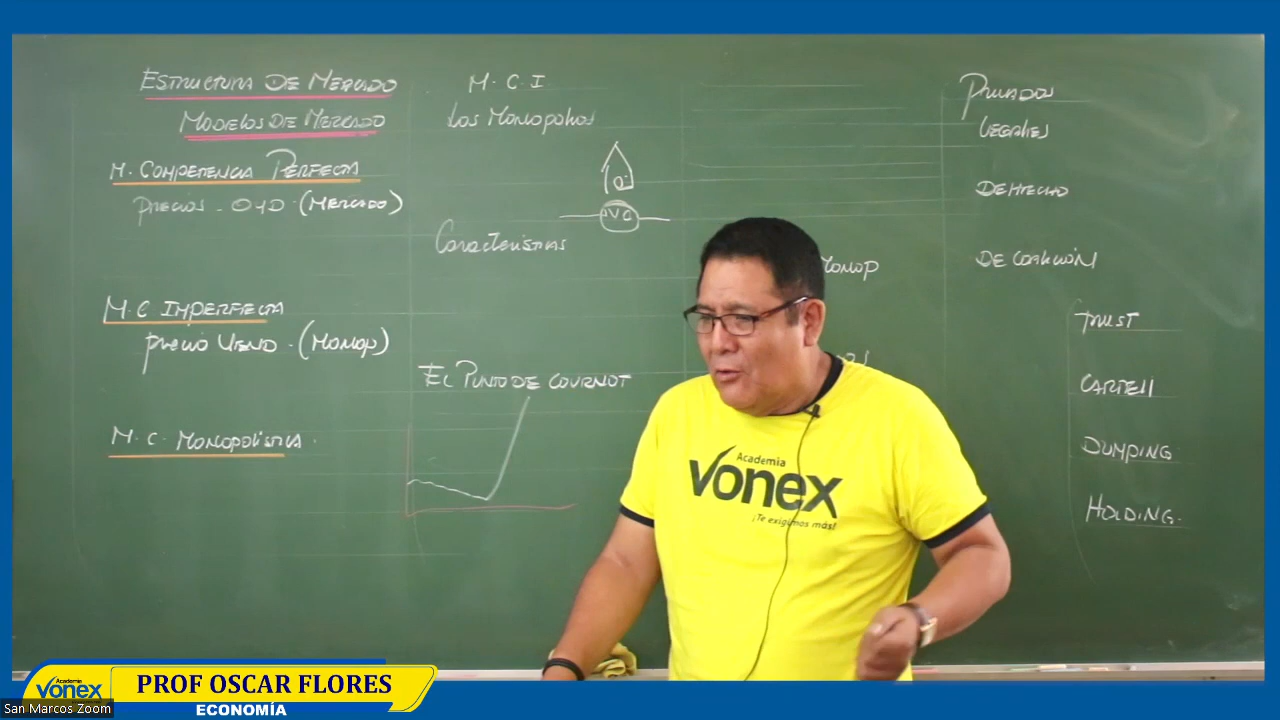 ESTRUCTURA DE MERCADO
MODELOS DE MERCADO
M. COMPETENCIA PERFECTA
PRECIOS - O y D - (MERCADO)
M.C IMPERFECTA
PRECIO VEND - (MONOP)
M.C. MONOPOLÍSTICA
M.C.I
Los Monopolios
Características
EL PUNTO DE COURNOT
MONOP
PRIVADOS
LEGALES
DE HECHO
DE COALICIÓN
TRUST
CARTELL
DUMPING
HOLDING.
Academia
Vonex
¡Te exigimos más!
Academia
Vonex
PROF OSCAR FLORES
ECONOMÍA
San Marcos Zoom